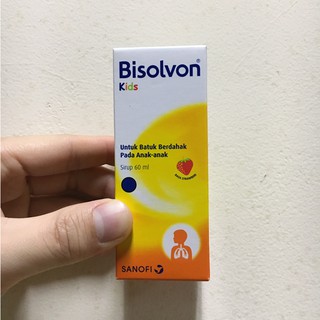 Bisolvon®
Kids
Untuk Batuk Berdahak
Pada Anak-anak
Sirup 60 ml
SANOFI